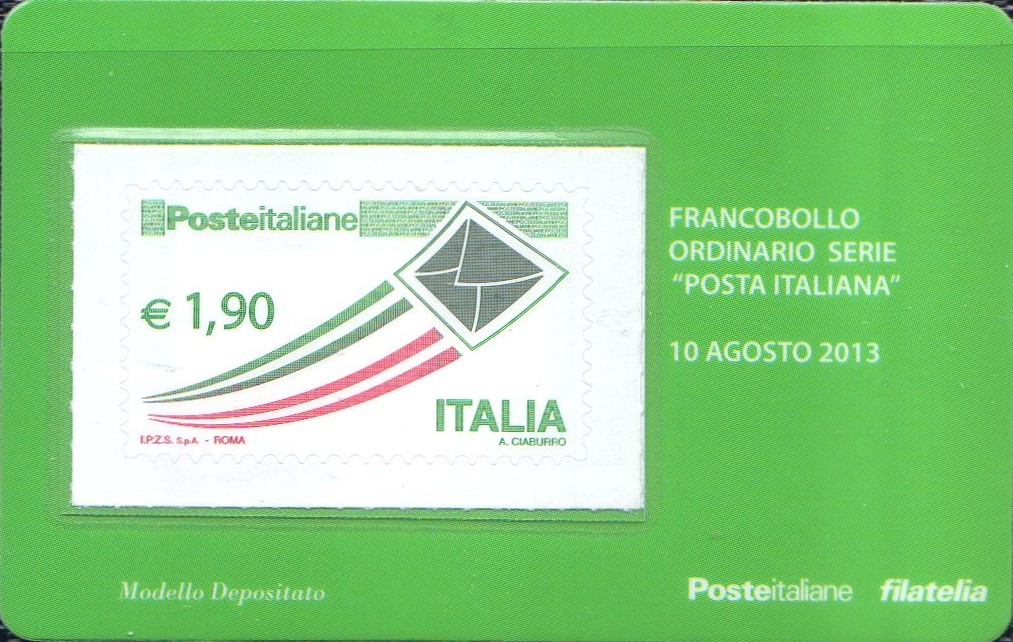 Posteitaliane
€ 1,90
ITALIA
I.P.Z.S. S.p.A. - ROMA
A. CIABURRO
FRANCOBOLLO
ORDINARIO SERIE
"POSTA ITALIANA"
10 AGOSTO 2013
Modello Depositato
Posteitaliane filatelia